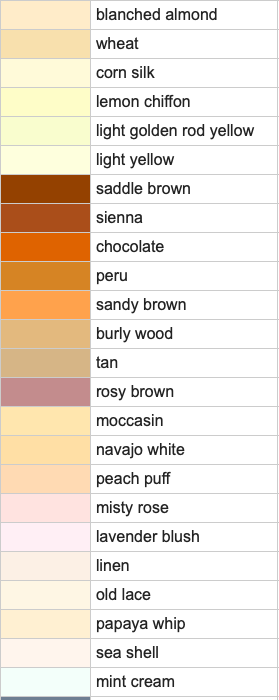 blanched almond
wheat
corn silk
lemon chiffon
light golden rod yellow
light yellow
saddle brown
sienna
chocolate
peru
sandy brown
burly wood
tan
rosy brown
moccasin
navajo white
peach puff
misty rose
lavender blush
linen
old lace
papaya whip
sea shell
mint cream